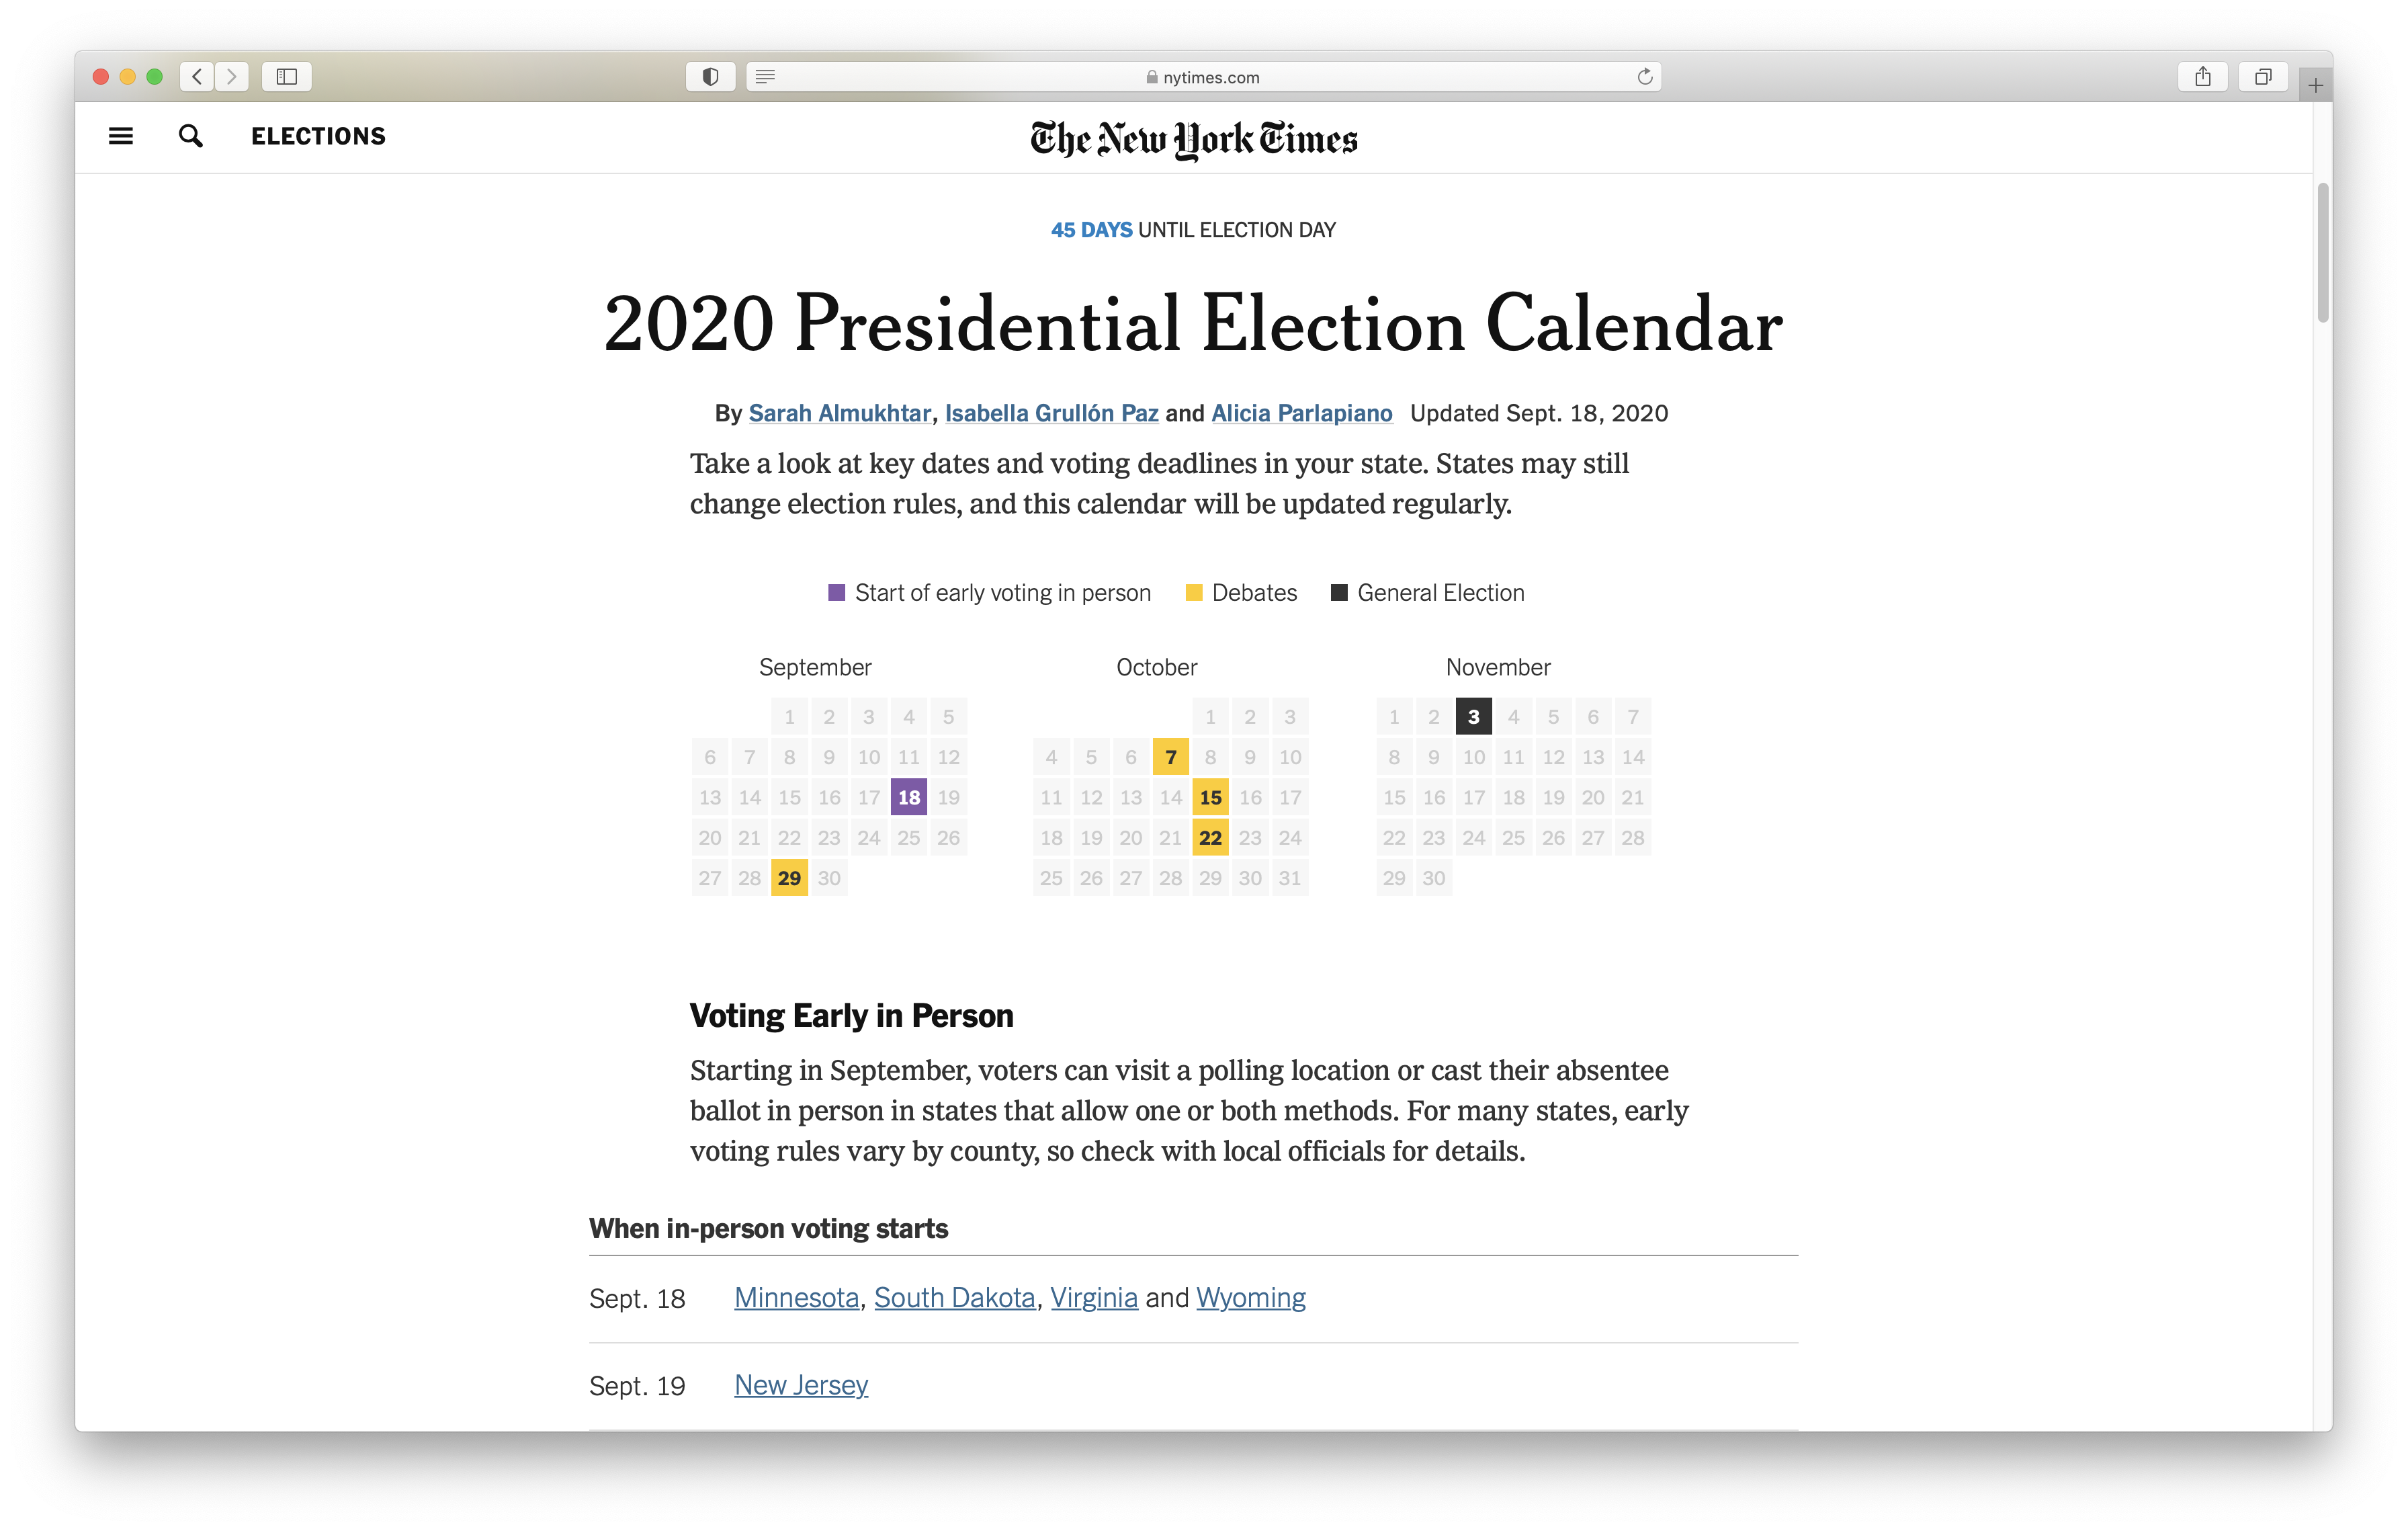 nytimes.com
ELECTIONS
The New York Times
45 DAYS UNTIL ELECTION DAY
2020 Presidential Election Calendar
By Sarah Almukhtar, Isabella Grullón Paz and Alicia Parlapiano Updated Sept. 18, 2020
Take a look at key dates and voting deadlines in your state. States may still
change election rules, and this calendar will be updated regularly.
Start of early voting in person Debates General Election
September
1 2 3 4 5
6 7 8 9 10 11 12
13 14 15 16 17 18 19
20 21 22 23 24 25 26
27 28 29 30
October
1 2 3
4 5 6 7 8 9 10
11 12 13 14 15 16 17
18 19 20 21 22 23 24
25 26 27 28 29 30 31
November
1 2 3 4 5 6 7
8 9 10 11 12 13 14
15 16 17 18 19 20 21
22 23 24 25 26 27 28
29 30
Voting Early in Person
Starting in September, voters can visit a polling location or cast their absentee
ballot in person in states that allow one or both methods. For many states, early
voting rules vary by county, so check with local officials for details.
When in-person voting starts
Sept. 18 Minnesota, South Dakota, Virginia and Wyoming
Sept. 19 New Jersey